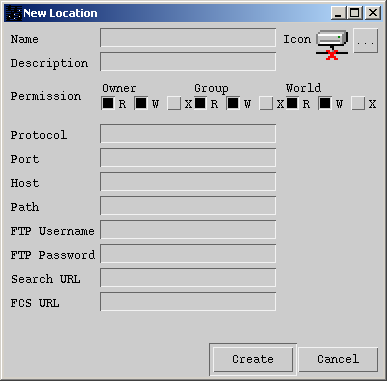 New Location
Name
Icon
...
Description
Permission
Owner
Group
World
R W X R W X R W X
Protocol
Port
Host
Path
FTP Username
FTP Password
Search URL
FCS URL
Create
Cancel